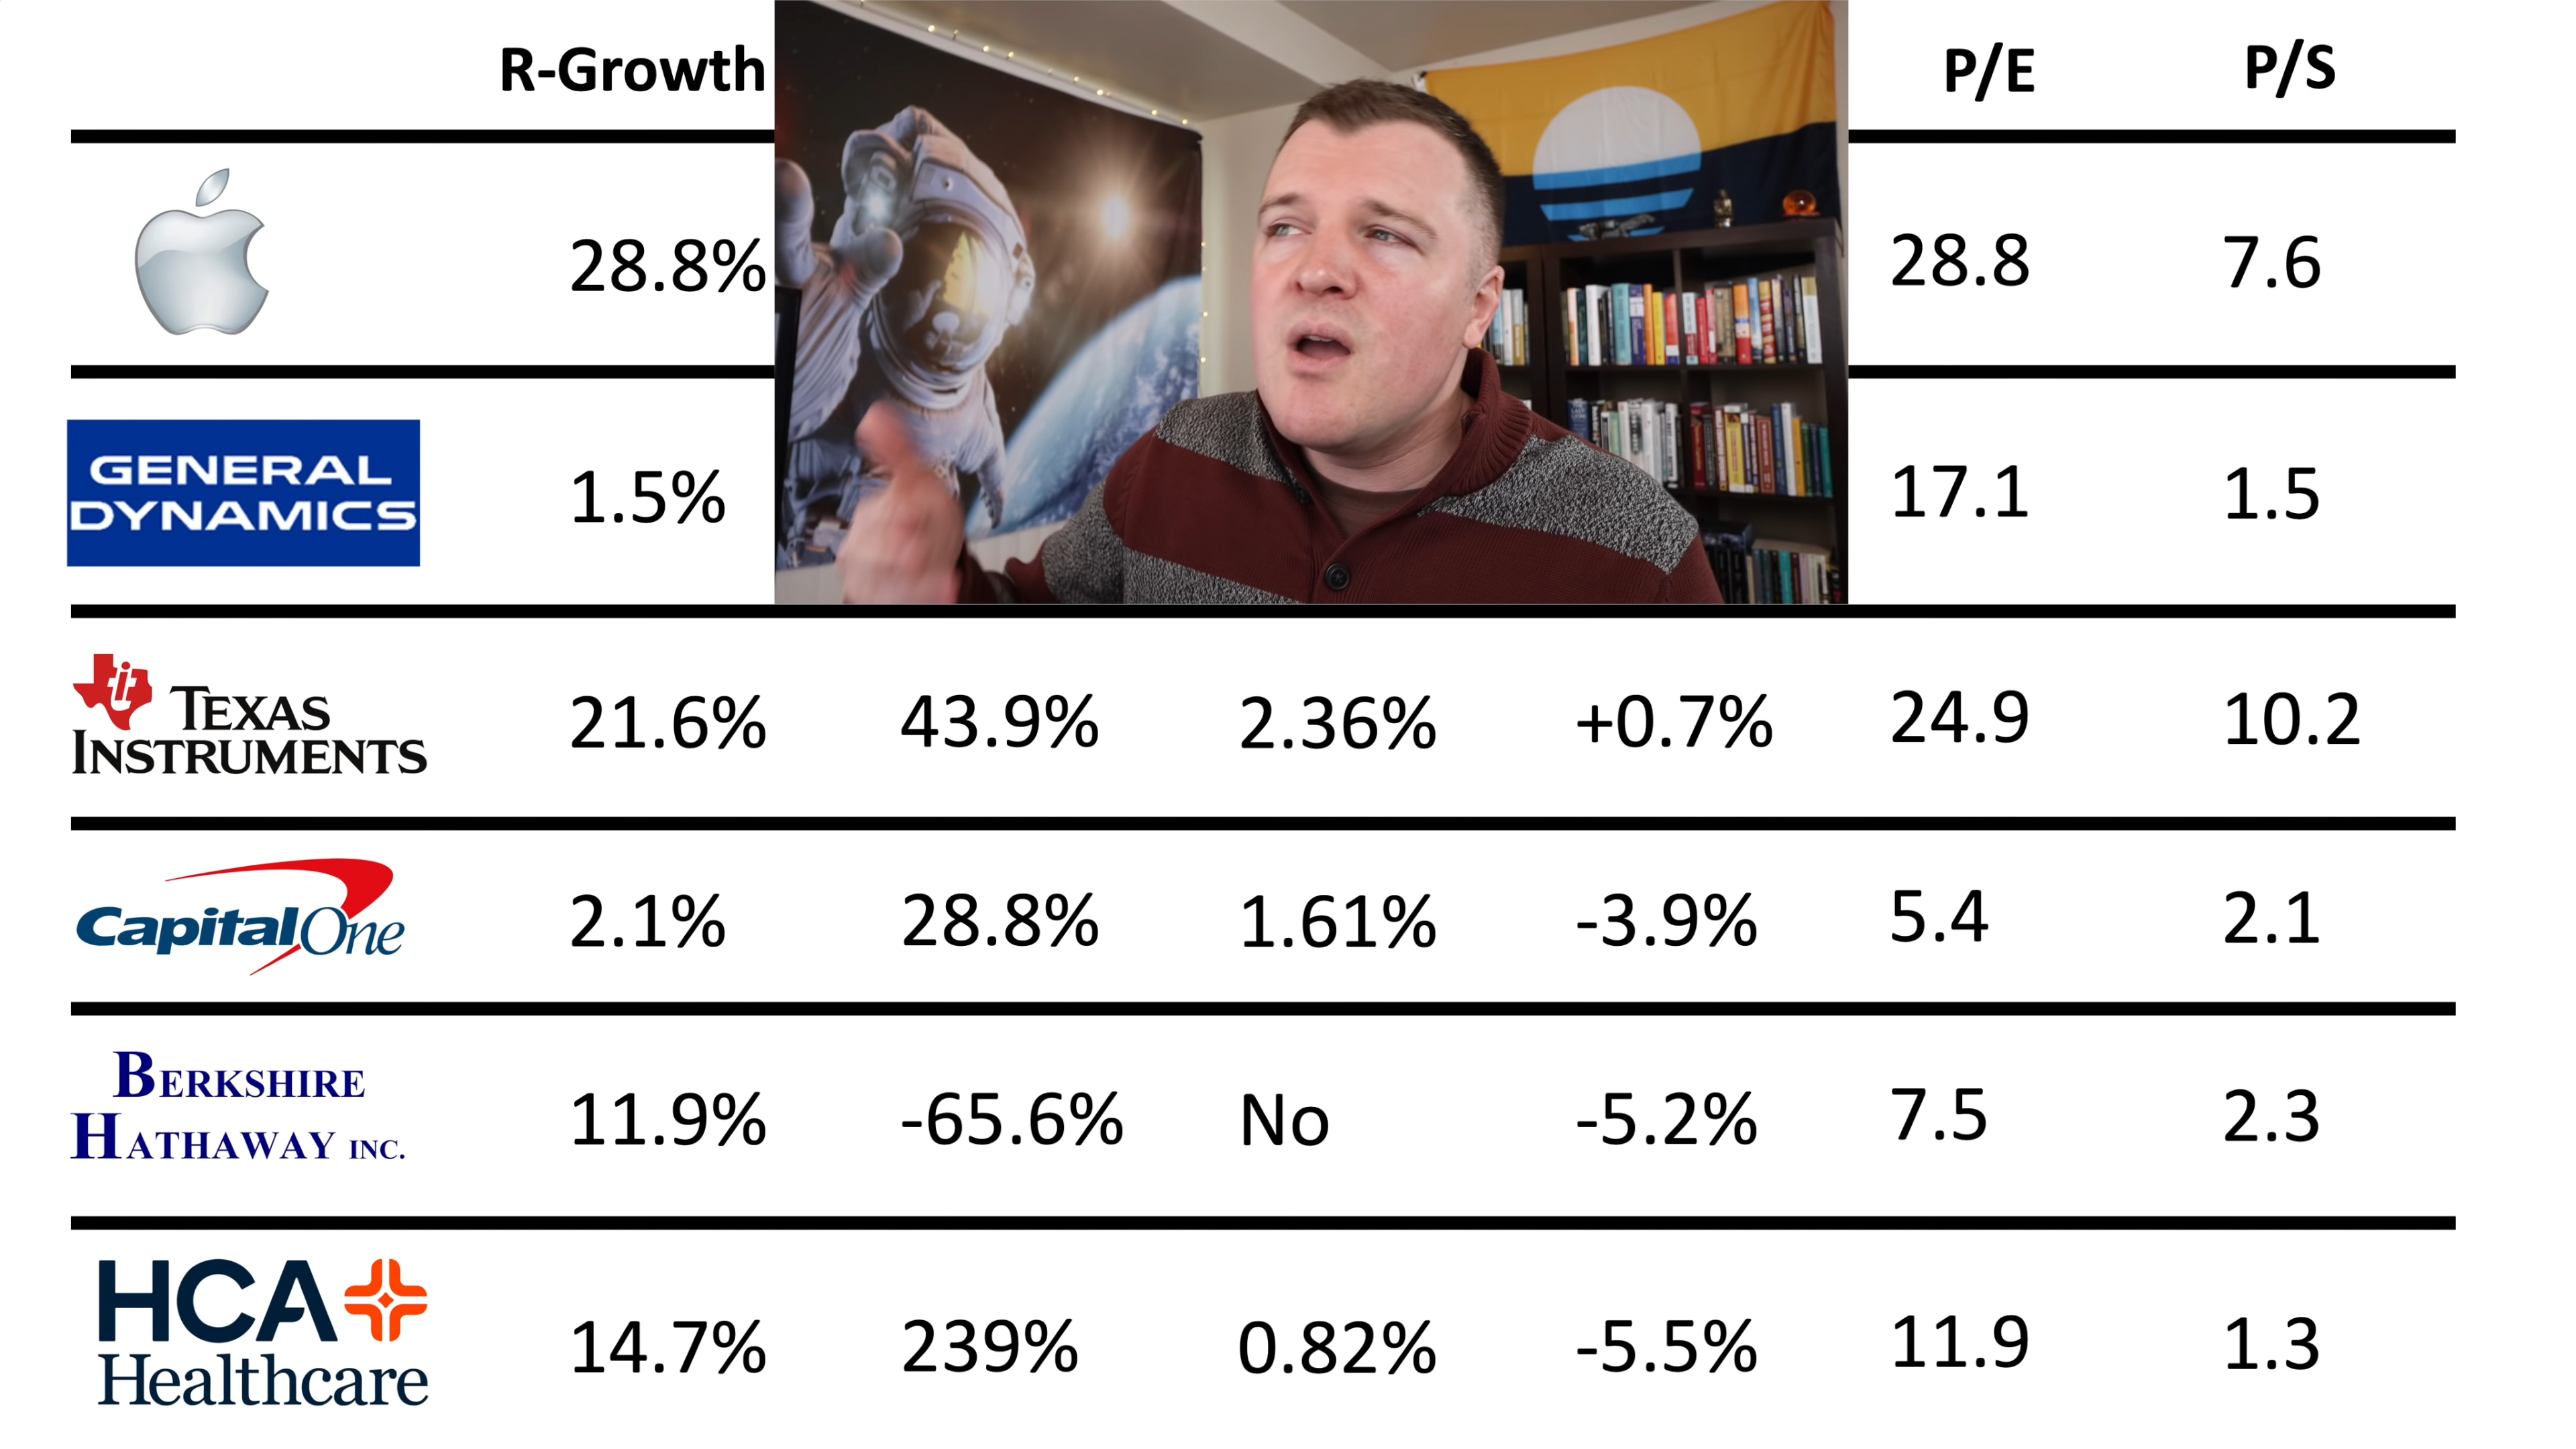 R-Growth P/E P/S
28.8% 28.8 7.6
GENERAL
DYNAMICS
1.5% 17.1 1.5
TEXAS
INSTRUMENTS
21.6% 43.9% 2.36% +0.7% 24.9 10.2
Capital One
2.1% 28.8% 1.61% -3.9% 5.4 2.1
BERKSHIRE
HATHAWAY INC.
11.9% -65.6% No -5.2% 7.5 2.3
HCA
Healthcare
14.7% 239% 0.82% -5.5% 11.9 1.3